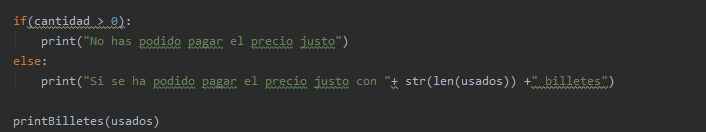 if(cantidad > 0):
    print("No has podido pagar el precio justo")
else:
    print("Si se ha podido pagar el precio justo con "+ str(len(usados)) +" billetes")
printBilletes(usados)